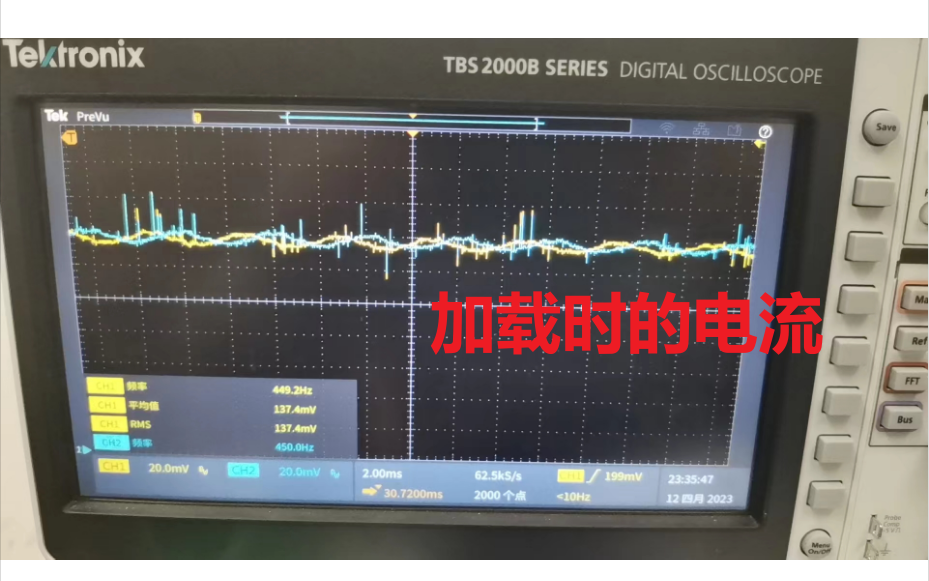 Tektronix
TBS 2000B SERIES DIGITAL OSCILLOSCOPE
Tek PreVu
T
Save
加载时的电流
Ref
FFT
Bus
CH1 频率 449.2Hz
CH1 平均值 137.4mV
CH1 RMS 137.4mV
CH2 频率 450.0Hz
CH1 20.0mV CH2 20.0mV
2.00ms 62.5kS/s CH1 199mV
30.7200ms 2000 个点 <10Hz
23:35:47
12 四月 2023
Menu
On/Off
Probe
Comp